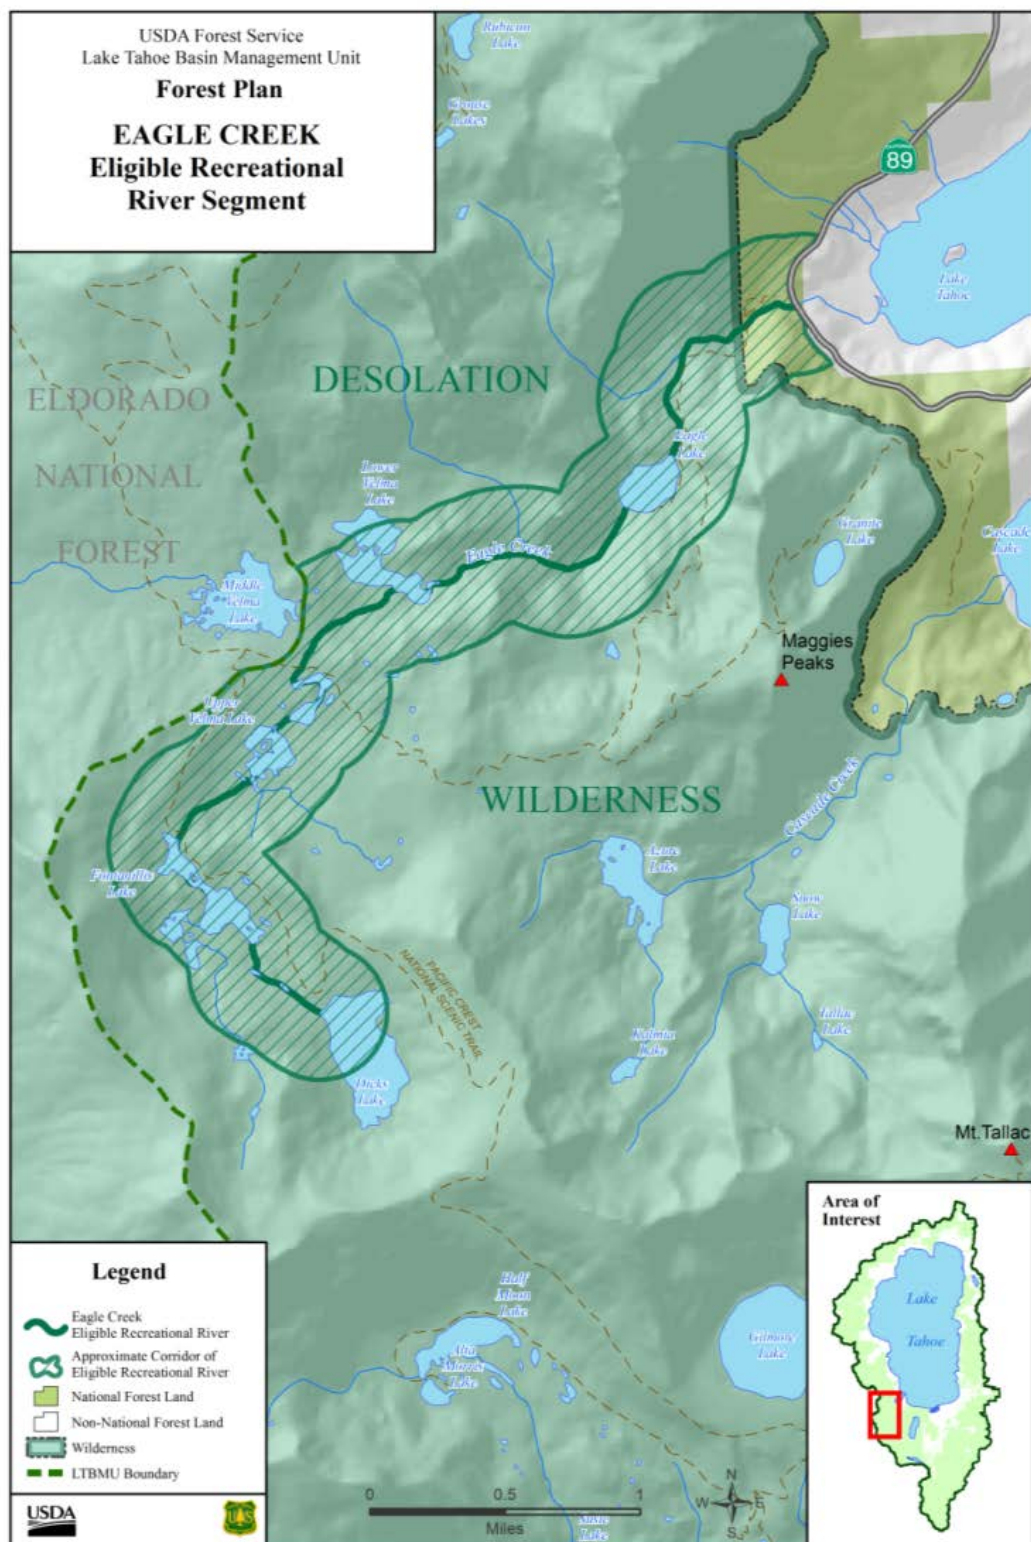 USDA Forest Service
Lake Tahoe Basin Management Unit
Forest Plan
EAGLE CREEK
Eligible Recreational
River Segment
Rubicon
Lake
Grouse
Lakes
CALIFORNIA
89
Lake
Tahoe
DESOLATION
ELDORADO
NATIONAL
FOREST
Lower
Velma
Lake
Eagle
Lake
Eagle Creek
Granite
Lake
Cascade
Lake
Middle
Velma
Lake
Maggies
Peaks
Upper
Velma Lake
WILDERNESS
Cascade Creek
Azure
Lake
Snow
Lake
Fontanillis
Lake
PACIFIC CREST
NATIONAL SCENIC TRAIL
Tallac
Lake
Kalmia
Lake
Dicks
Lake
Mt.Tallac
Area of
Interest
Lake
Tahoe
Half
Moon
Lake
Alta
Morris
Lake
Gilmore
Lake
Susie
Lake
Legend
Eagle Creek
Eligible Recreational River
Approximate Corridor of
Eligible Recreational River
National Forest Land
Non-National Forest Land
Wilderness
LTBMU Boundary
USDA
0 0.5 1
Miles
N
W E
S